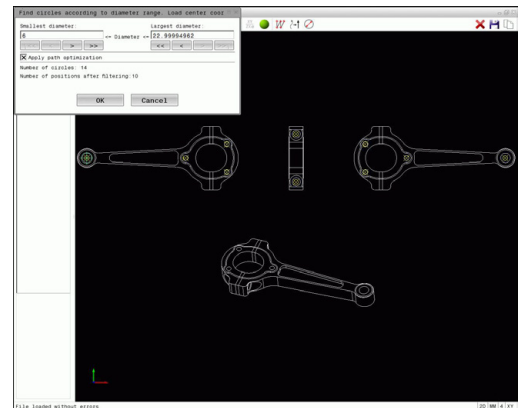 Find circles according to diameter range. Load center coor
Smallest diameter:
Largest diameter:
6
<= Diameter <=
22.99994962
> >>
<< <
Apply path optimization
Number of circles: 14
Number of positions after filtering:10
OK
Cancel
File loaded without errors
2D MM 4 XY